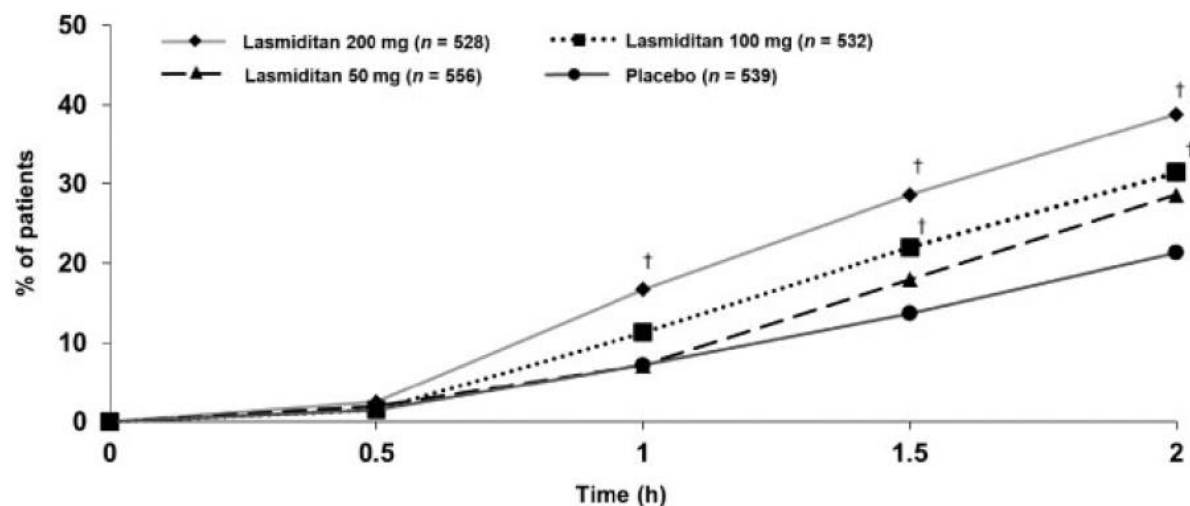 50
Lasmiditan 200 mg (n = 528)
Lasmiditan 100 mg (n = 532)
Lasmiditan 50 mg (n = 556)
Placebo (n = 539)
40
30
20
10
0
% of patients
†
†
†
†
†
0
0.5
1
1.5
2
Time (h)